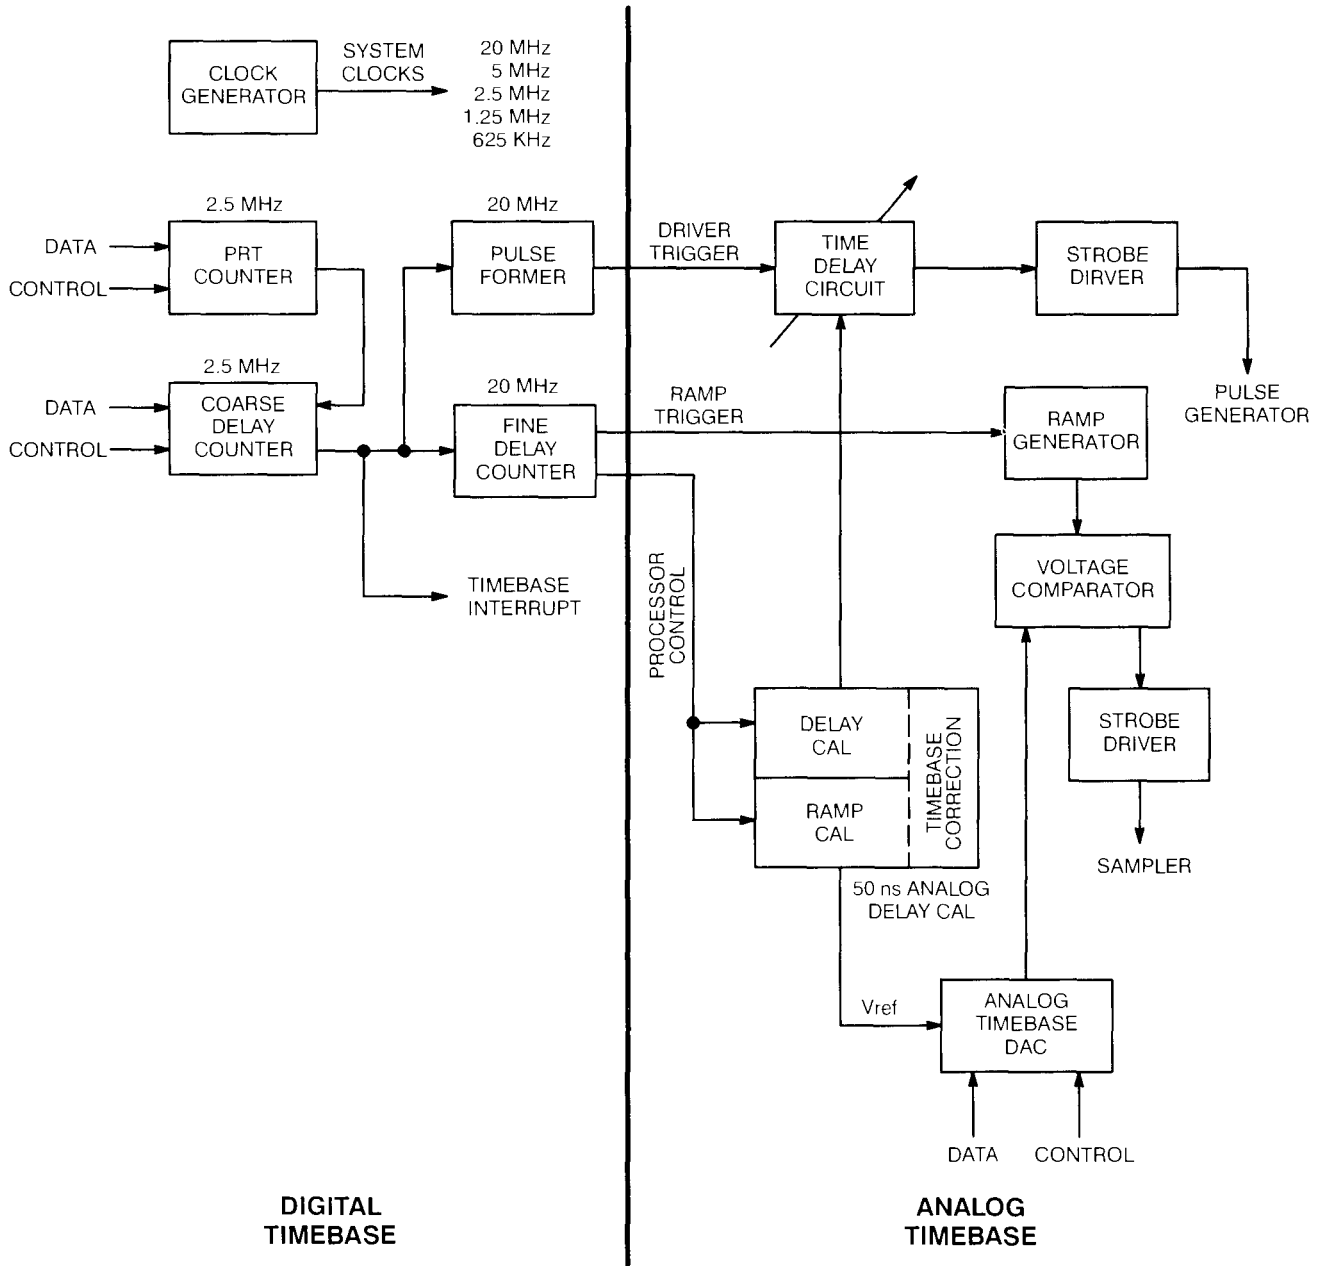 CLOCK
GENERATOR
SYSTEM
CLOCKS
20 MHz
5 MHz
2.5 MHz
1.25 MHz
625 KHz
2.5 MHz
DATA
CONTROL
PRT
COUNTER
20 MHz
PULSE
FORMER
DRIVER
TRIGGER
TIME
DELAY
CIRCUIT
STROBE
DIRVER
PULSE
GENERATOR
2.5 MHz
DATA
CONTROL
COARSE
DELAY
COUNTER
20 MHz
FINE
DELAY
COUNTER
RAMP
TRIGGER
RAMP
GENERATOR
VOLTAGE
COMPARATOR
TIMEBASE
INTERRUPT
PROCESSOR
CONTROL
DELAY
CAL
RAMP
CAL
TIMEBASE
CORRECTION
50 ns ANALOG
DELAY CAL
STROBE
DRIVER
SAMPLER
Vref
ANALOG
TIMEBASE
DAC
DATA
CONTROL
DIGITAL
TIMEBASE
ANALOG
TIMEBASE